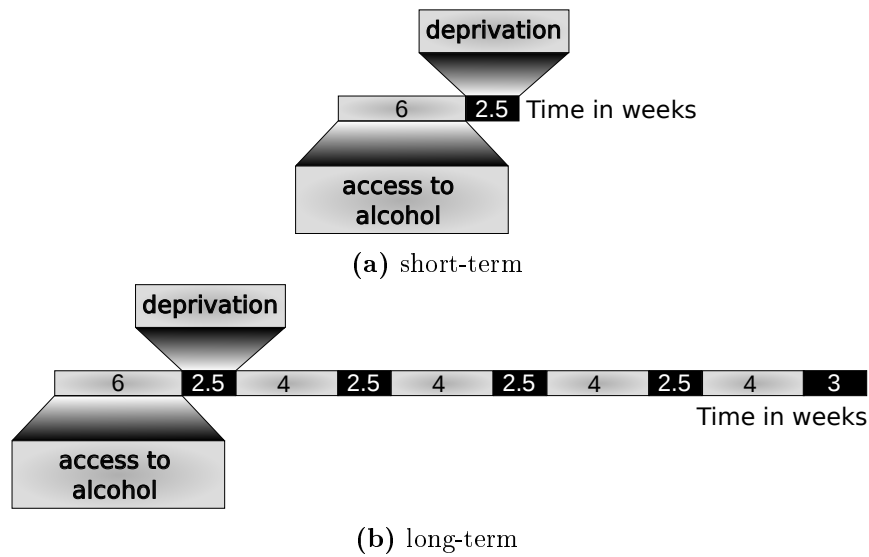 deprivation
6 2.5 Time in weeks
access to
alcohol
(a) short-term
deprivation
6 2.5 4 2.5 4 2.5 4 2.5 4 3
Time in weeks
access to
alcohol
(b) long-term